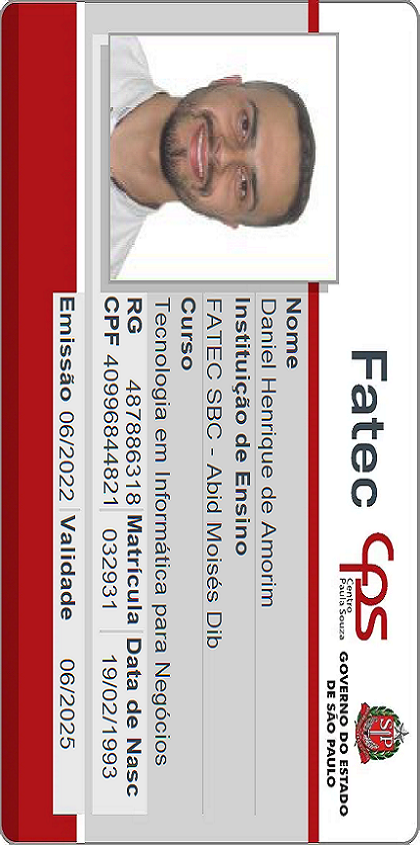 Fatec
CPS
Centro
Paula Souza
GOVERNO DO ESTADO
DE SÃO PAULO
SP
Nome
Daniel Henrique de Amorim
Instituição de Ensino
FATEC SBC - Abid Moisés Dib
Curso
Tecnologia em Informática para Negócios
RG 487886318 Matrícula Data de Nasc
CPF 40996844821 032931 19/02/1993
Emissão 06/2022 Validade 06/2025